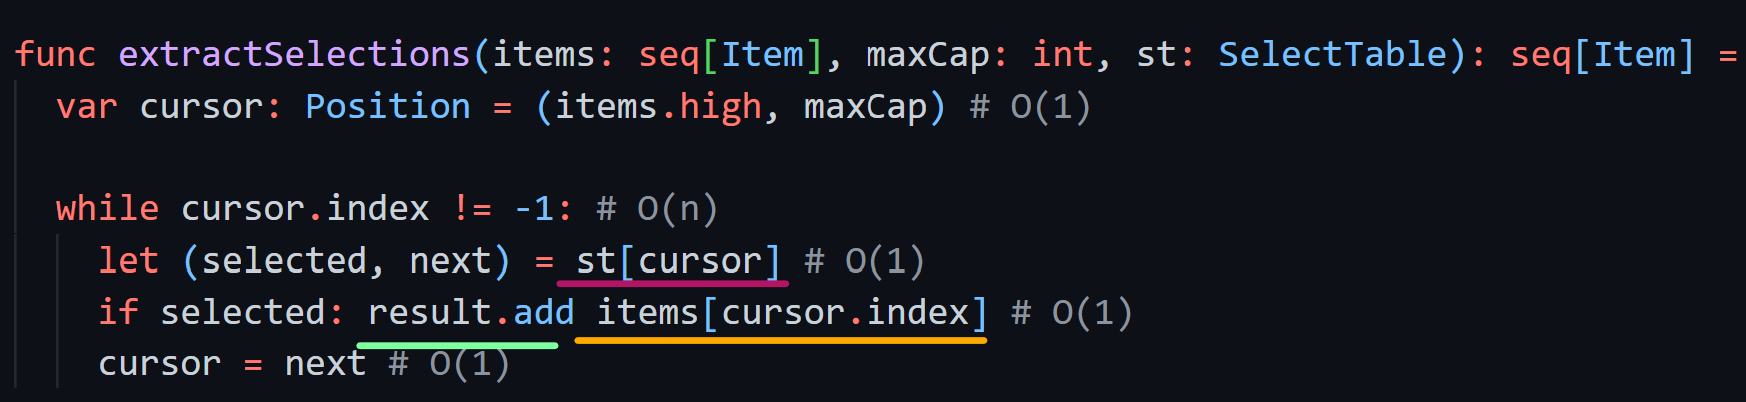 func extractSelections(items: seq[Item], maxCap: int, st: SelectTable): seq[Item] =
var cursor: Position = (items.high, maxCap) # O(1)
while cursor.index != -1: # O(n)
let (selected, next) = st[cursor] # O(1)
if selected: result.add items[cursor.index] # O(1)
cursor = next # O(1)